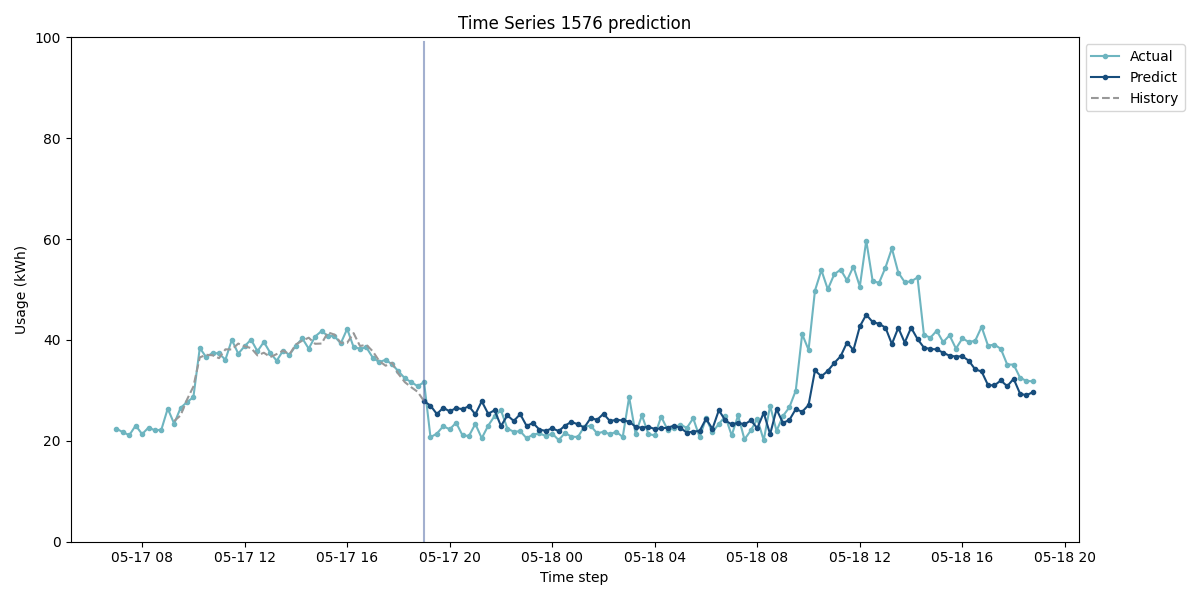 Time Series 1576 prediction
Actual
Predict
History
Usage (kWh)
100
80
60
40
20
0
05-17 08
05-17 12
05-17 16
05-17 20
05-18 00
05-18 04
05-18 08
05-18 12
05-18 16
05-18 20
Time step